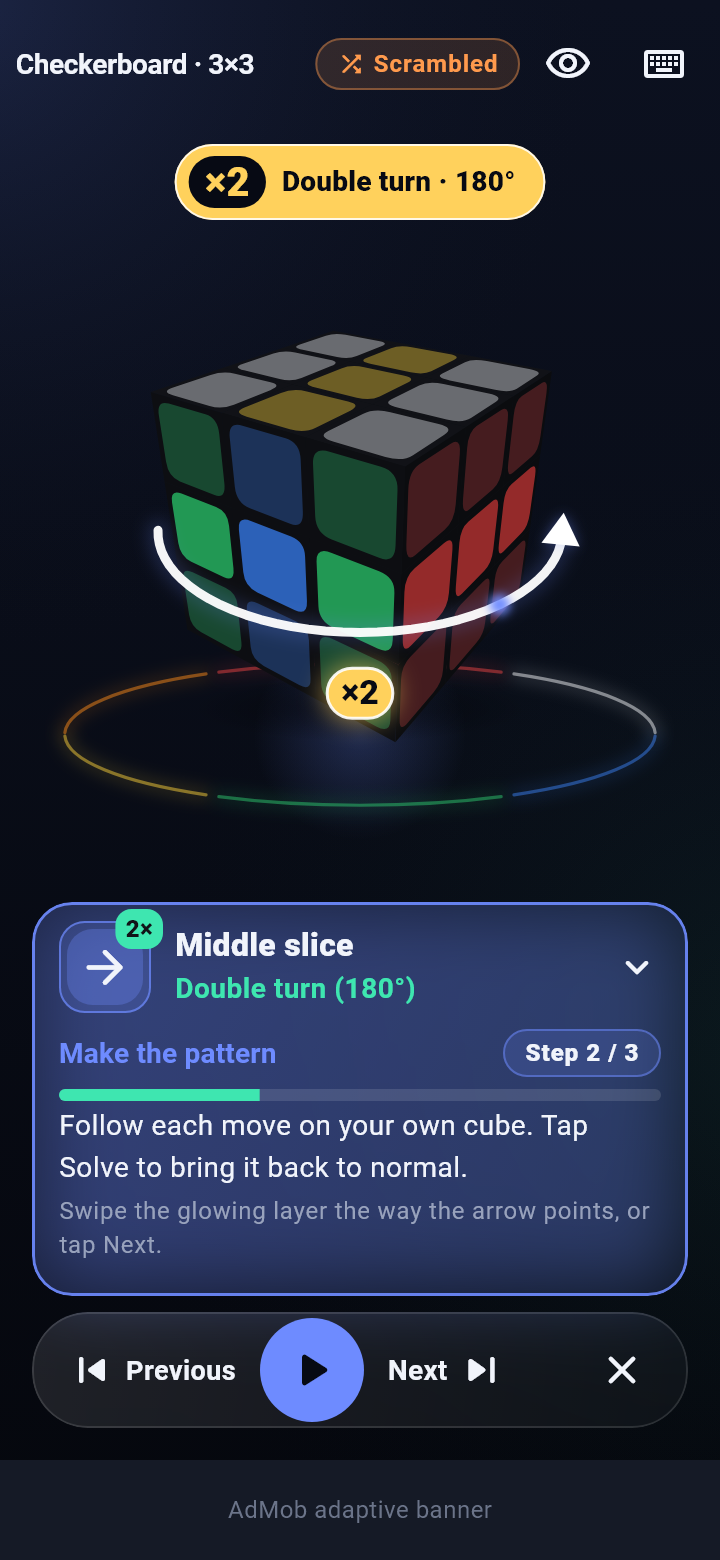 Checkerboard · 3×3
Scrambled
×2 Double turn · 180°
×2
2×
Middle slice
Double turn (180°)
Make the pattern
Step 2 / 3
Follow each move on your own cube. Tap
Solve to bring it back to normal.
Swipe the glowing layer the way the arrow points, or
tap Next.
Previous
Next
AdMob adaptive banner